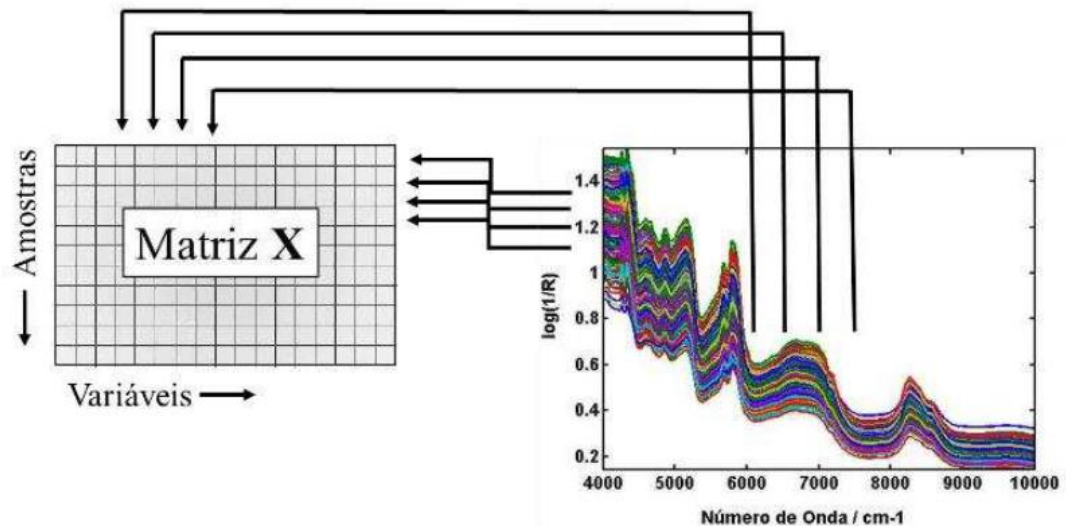 Amostras
Matriz X
Variáveis
log(1/R)
1.4
1.2
1
0.8
0.6
0.4
0.2
4000 5000 6000 7000 8000 9000 10000
Número de Onda / cm-1